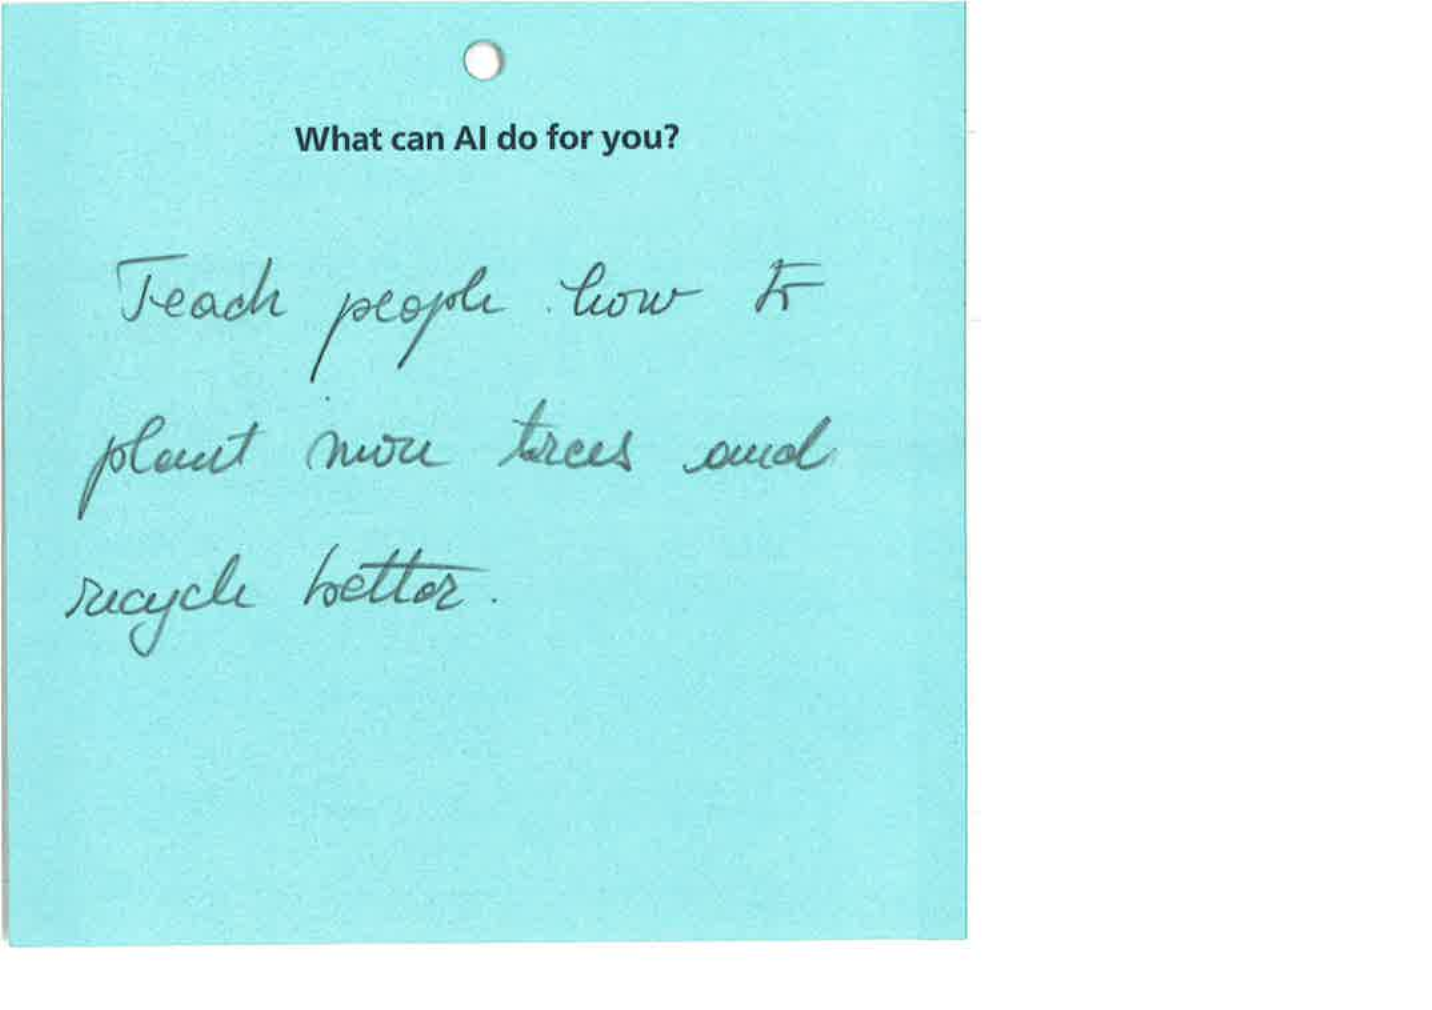 What can AI do for you?
Teach people how to
plant more trees and
recycle better.